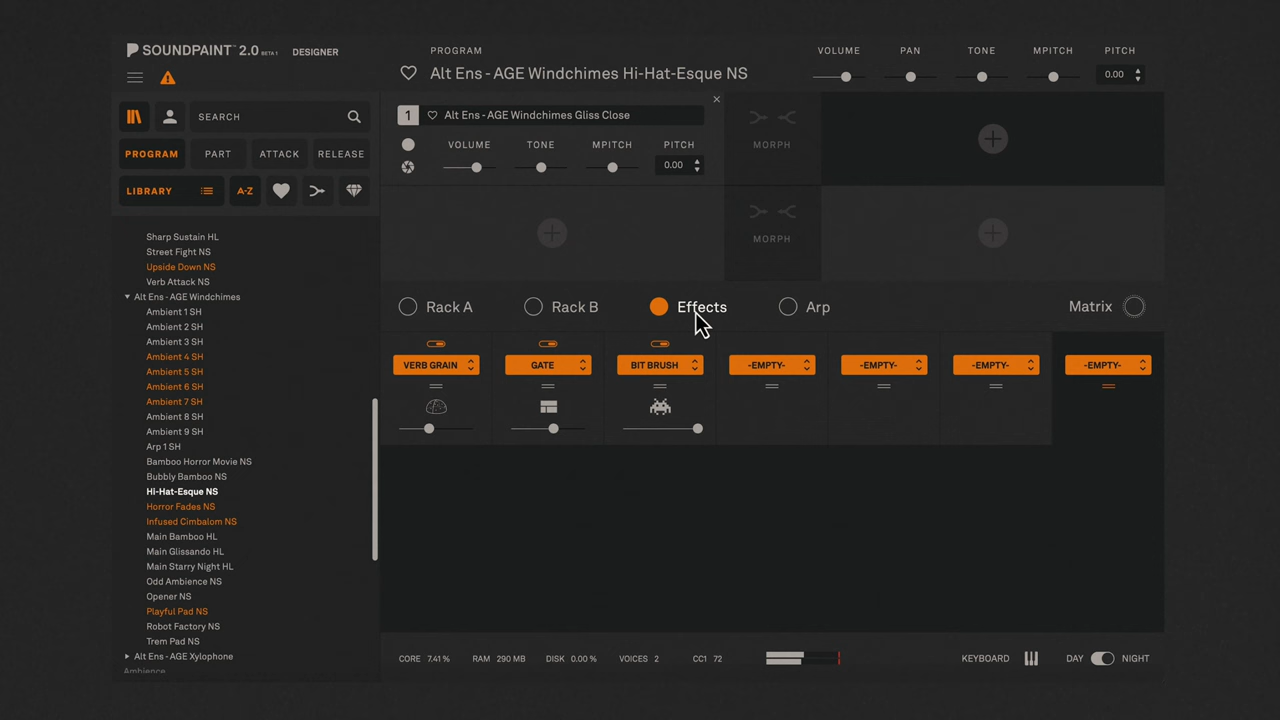 SOUNDPAINT™ 2.0 BETA 1 DESIGNER
PROGRAM
Alt Ens - AGE Windchimes Hi-Hat-Esque NS
VOLUME PAN TONE MPITCH PITCH
0.00
SEARCH
PROGRAM PART ATTACK RELEASE
LIBRARY A-Z
Sharp Sustain HL
Street Fight NS
Upside Down NS
Verb Attack NS
Alt Ens - AGE Windchimes
Ambient 1 SH
Ambient 2 SH
Ambient 3 SH
Ambient 4 SH
Ambient 5 SH
Ambient 6 SH
Ambient 7 SH
Ambient 8 SH
Ambient 9 SH
Arp 1 SH
Bamboo Horror Movie NS
Bubbly Bamboo NS
Hi-Hat-Esque NS
Horror Fades NS
Infused Cimbalom NS
Main Bamboo HL
Main Glissando HL
Main Starry Night HL
Odd Ambience NS
Opener NS
Playful Pad NS
Robot Factory NS
Trem Pad NS
Alt Ens - AGE Xylophone
Ambience
1 Alt Ens - AGE Windchimes Gliss Close
VOLUME TONE MPITCH PITCH
0.00
MORPH
MORPH
Rack A Rack B Effects Arp Matrix
VERB GRAIN GATE BIT BRUSH -EMPTY- -EMPTY- -EMPTY- -EMPTY-
CORE 7.41 % RAM 290 MB DISK 0.00 % VOICES 2 CC1 72 KEYBOARD DAY NIGHT